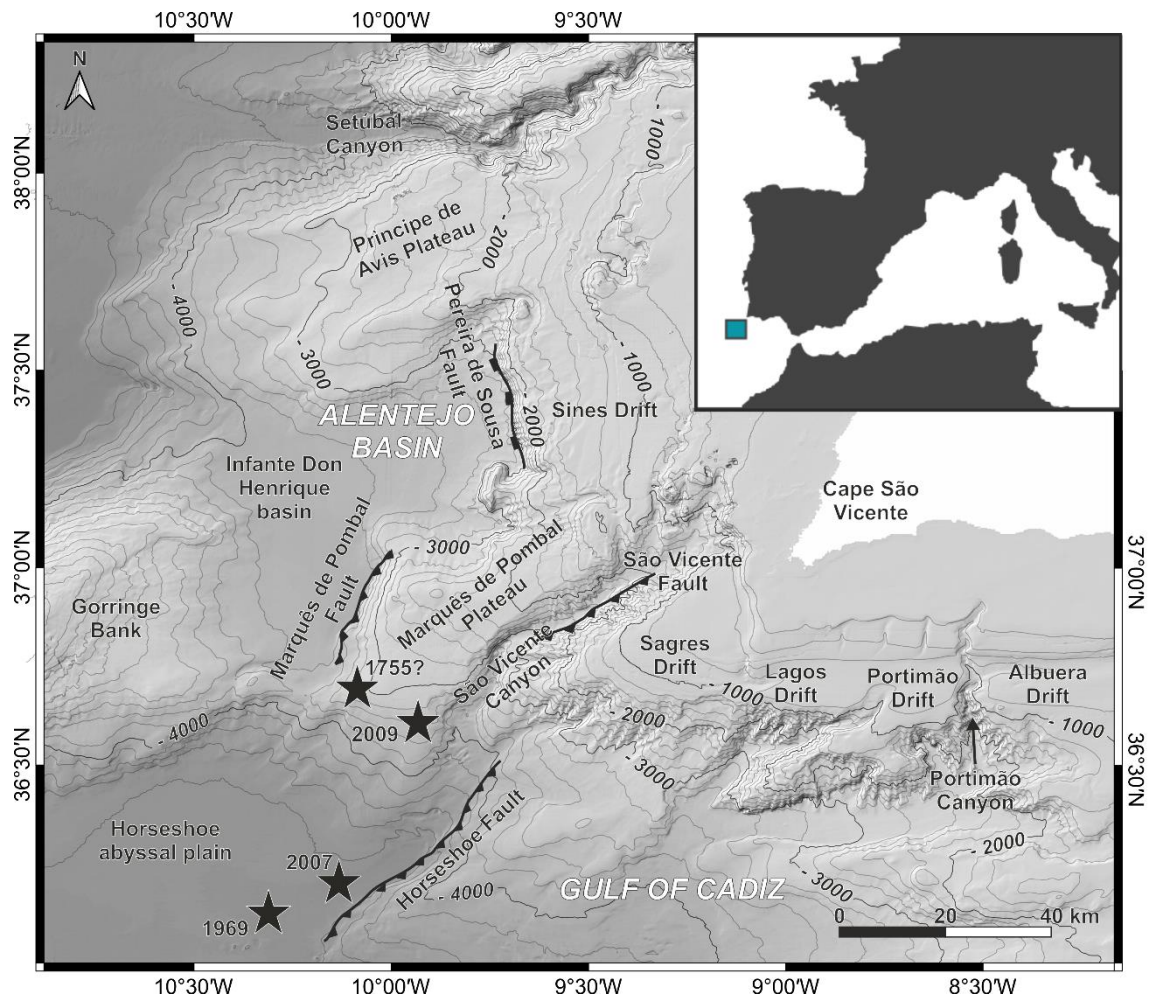 10°30'W
10°00'W
9°30'W
N
Setúbal
Canyon
- 1000
38°00'N
Principe de
Avis Plateau
- 2000
- 4000
Pereira de Sousa
Fault
- 3000
- 1000
37°30'N
- 2000
Sines Drift
ALENTEJO
BASIN
Infante Don
Henrique
basin
Cape São
Vicente
Marquês de Pombal
Fault
- 3000
Marquês de Pombal
Plateau
São Vicente
Fault
37°00'N
37°00'N
Gorringe
Bank
Sagres
Drift
1755?
São Vicente
Canyon
Lagos
Drift
Portimão
Drift
Albuera
Drift
- 1000
- 2000
- 1000
2009
- 4000
- 3000
36°30'N
36°30'N
Portimão
Canyon
Horseshoe
abyssal plain
Horseshoe Fault
- 2000
2007
- 4000
GULF OF CADIZ
- 3000
1969
0
20
40 km
10°30'W
10°00'W
9°30'W
9°00'W
8°30'W